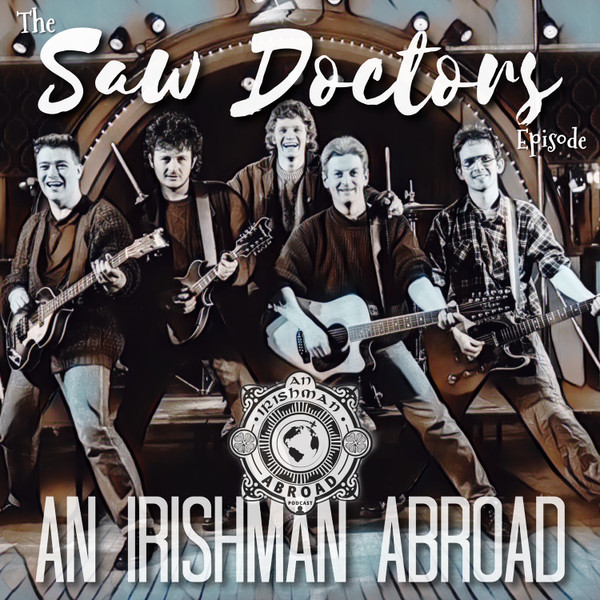 The
Saw Doctors
Episode
AN
IRISHMAN
ABROAD
PODCAST
AN IRISHMAN ABROAD